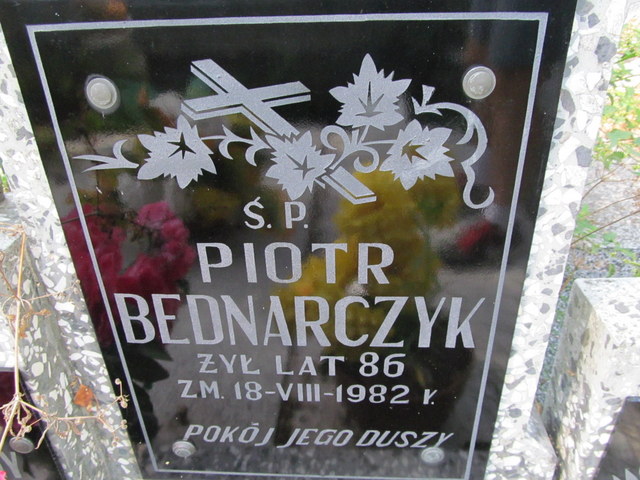 Ś. P.
PIOTR
BEDNARCZYK
ŻYŁ LAT 86
ZM. 18-VIII-1982 r.
POKÓJ JEGO DUSZY